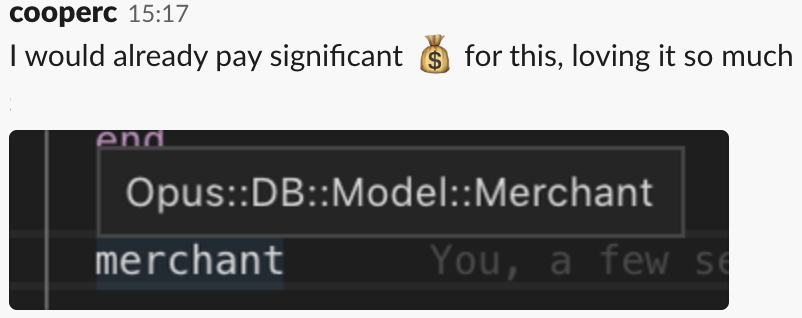 cooperc 15:17
I would already pay significant 💰 for this, loving it so much
end
Opus::DB::Model::Merchant
merchant You, a few se